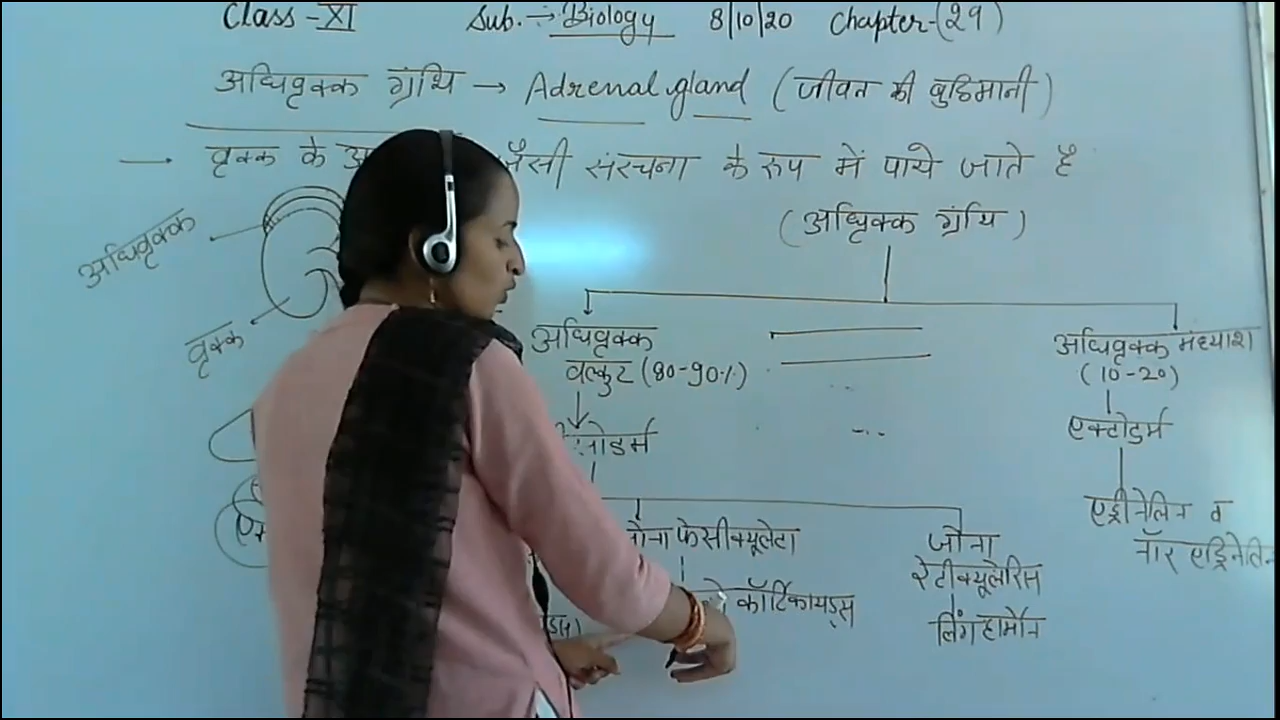 Class - XI Sub. → Biology 8/10/20 Chapter-(29)
अधिवृक्क ग्रंथि → Adrenal gland (जीवन की बुद्धिमानी)
→ वृक्क के जैसी संरचना के रूप में पाये जाते है
(अधिवृक्क ग्रंथि)
अधिवृक्क
वृक्क
अधिवृक्क
वल्कुट (80-90%)
अधिवृक्क मध्यांश
(10-20)
एक्टोडर्म
एड्रीनेलिन व
नॉर एड्रिनेलिन
फेसीक्यूलेटा
कॉर्टिकायड्स
जोना
रेटीक्यूलेरिस
लिंग हार्मोन